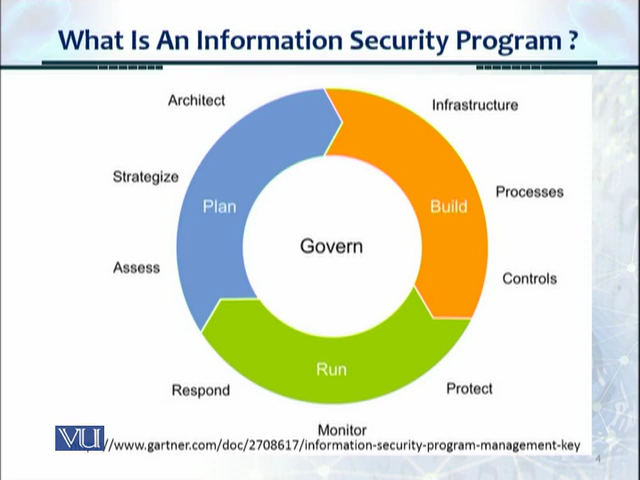 What Is An Information Security Program ?
Architect
Infrastructure
Strategize
Processes
Plan
Build
Govern
Assess
Controls
Run
Respond
Protect
Monitor
VU
//www.gartner.com/doc/2708617/information-security-program-management-key
4